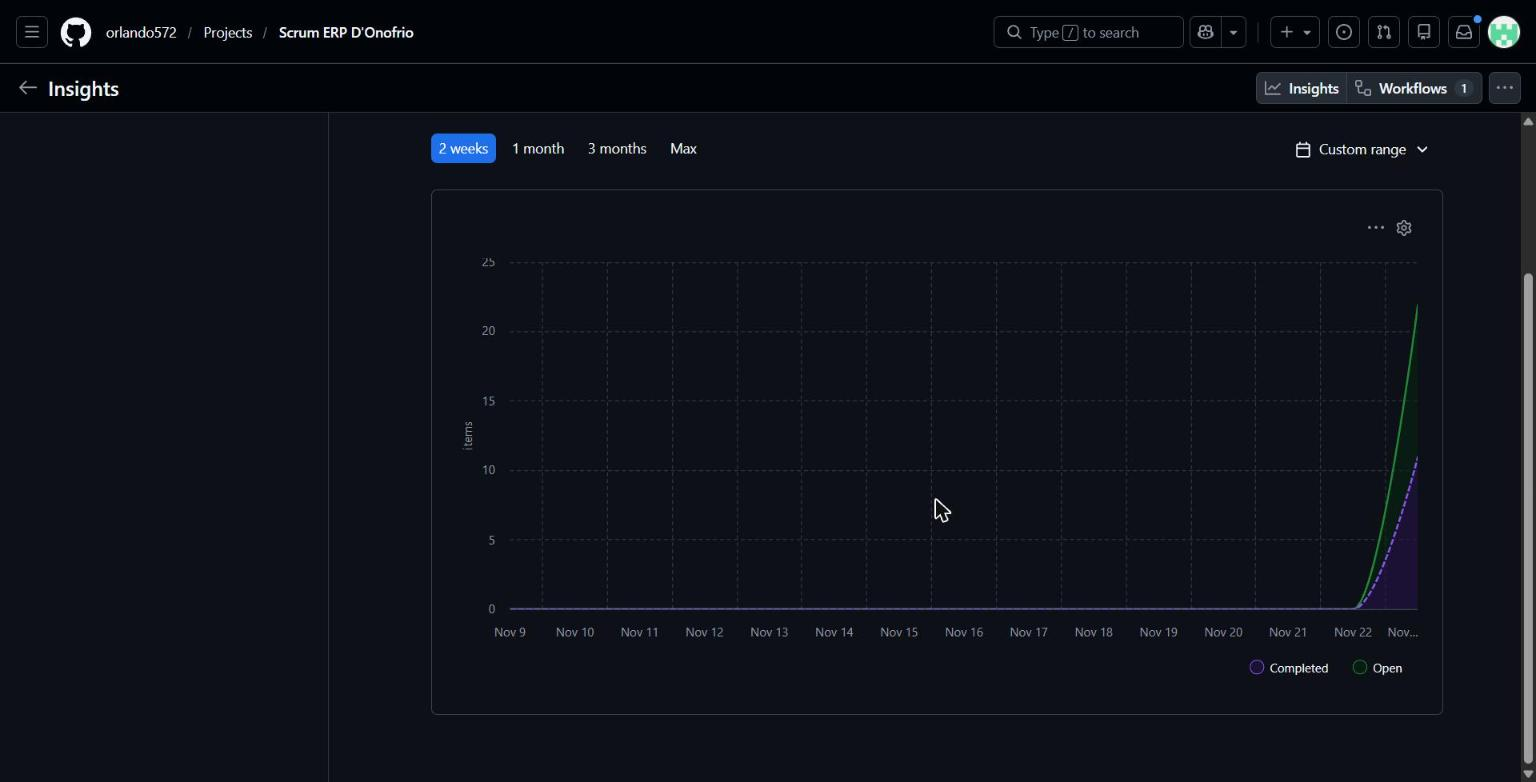 orlando572 / Projects / Scrum ERP D'Onofrio
Type / to search
Insights
Insights
Workflows 1
2 weeks
1 month
3 months
Max
Custom range
25
20
15
10
5
0
items
Nov 9 Nov 10 Nov 11 Nov 12 Nov 13 Nov 14 Nov 15 Nov 16 Nov 17 Nov 18 Nov 19 Nov 20 Nov 21 Nov 22 Nov...
Completed
Open